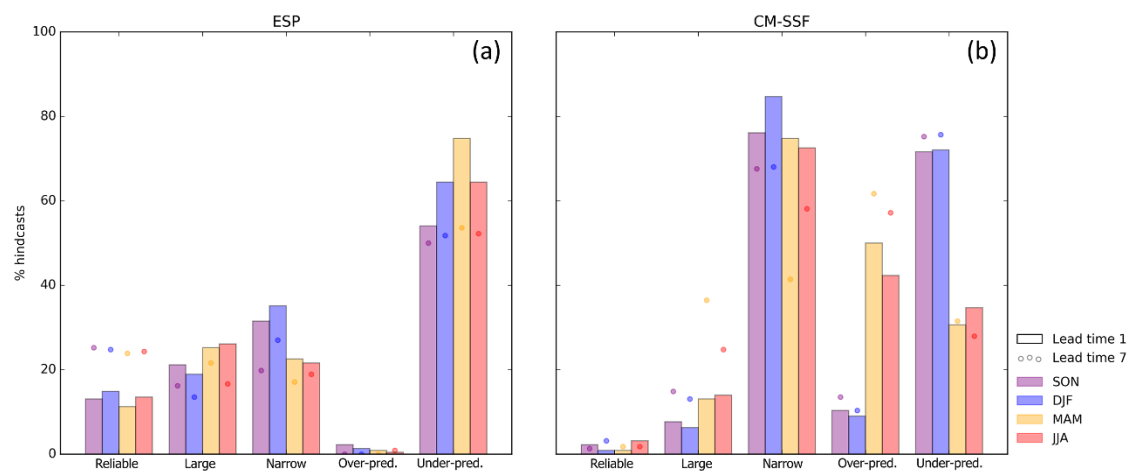 ESP
CM-SSF
(a)
(b)
% hindcasts
100
80
60
40
20
0
Reliable Large Narrow Over-pred. Under-pred.
Reliable Large Narrow Over-pred. Under-pred.
Lead time 1
Lead time 7
SON
DJF
MAM
JJA